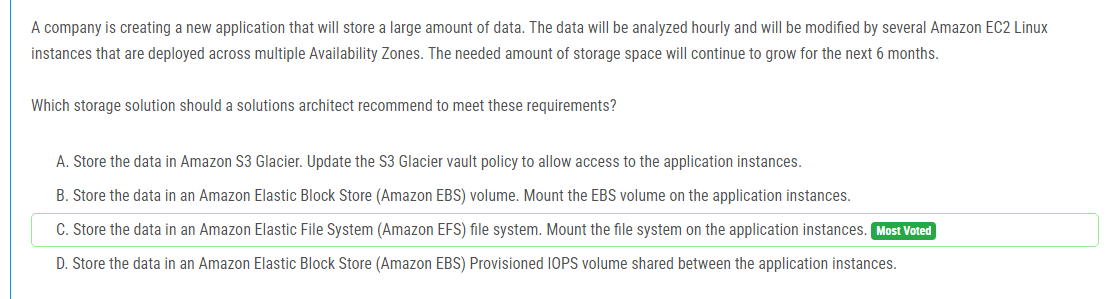 A company is creating a new application that will store a large amount of data. The data will be analyzed hourly and will be modified by several Amazon EC2 Linux
instances that are deployed across multiple Availability Zones. The needed amount of storage space will continue to grow for the next 6 months.
Which storage solution should a solutions architect recommend to meet these requirements?
A. Store the data in Amazon S3 Glacier. Update the S3 Glacier vault policy to allow access to the application instances.
B. Store the data in an Amazon Elastic Block Store (Amazon EBS) volume. Mount the EBS volume on the application instances.
C. Store the data in an Amazon Elastic File System (Amazon EFS) file system. Mount the file system on the application instances. Most Voted
D. Store the data in an Amazon Elastic Block Store (Amazon EBS) Provisioned IOPS volume shared between the application instances.